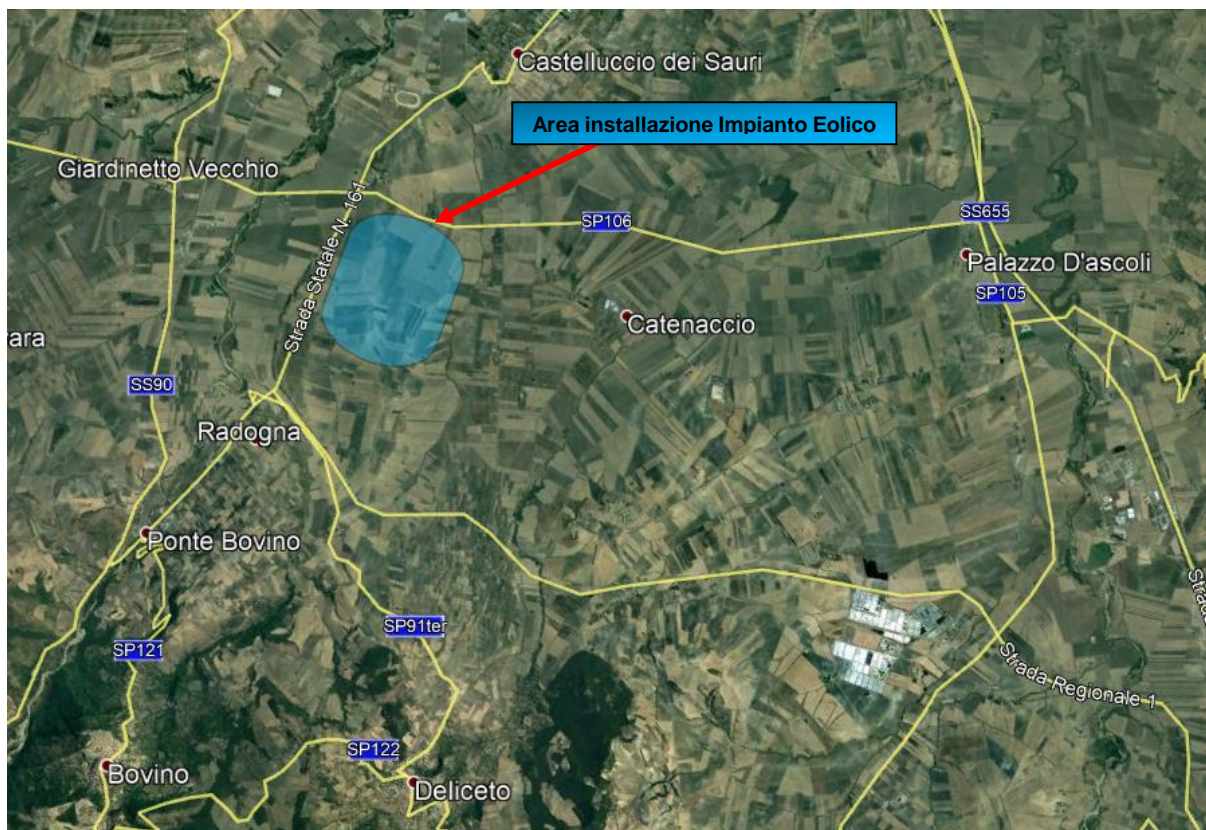 Castelluccio dei Sauri
Area installazione Impianto Eolico
Giardinetto Vecchio
Strada Statale N. 161
SP106
SS655
Palazzo D'ascoli
SP105
Catenaccio
ara
SS90
Radogna
Ponte Bovino
SP91ter
SP121
Strada Regionale 1
SP122
Bovino
Deliceto